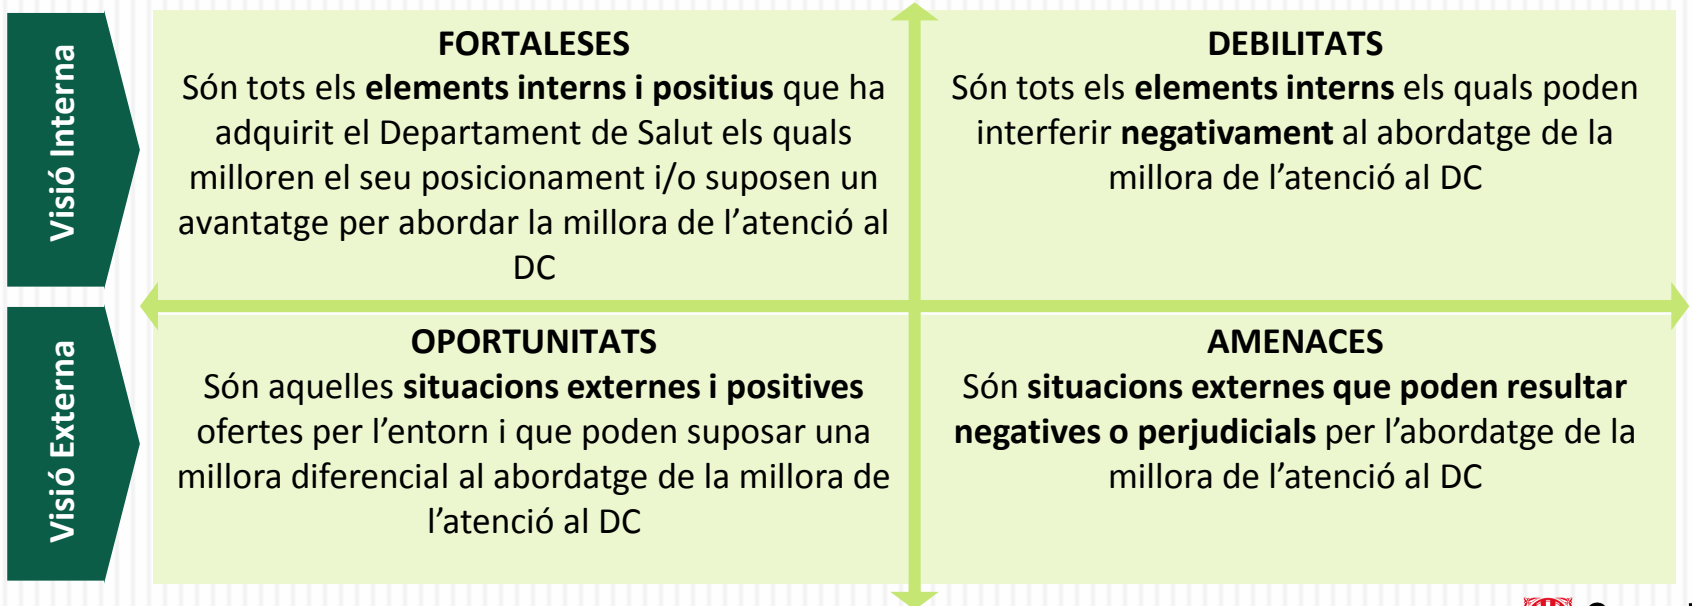 Visió Interna
FORTALESES
Són tots els elements interns i positius que ha
adquirit el Departament de Salut els quals
milloren el seu posicionament i/o suposen un
avantatge per abordar la millora de l’atenció al
DC
DEBILITATS
Són tots els elements interns els quals poden
interferir negativament al abordatge de la
millora de l’atenció al DC
Visió Externa
OPORTUNITATS
Són aquelles situacions externes i positives
ofertes per l’entorn i que poden suposar una
millora diferencial al abordatge de la millora de
l’atenció al DC
AMENACES
Són situacions externes que poden resultar
negatives o perjudicials per l’abordatge de la
millora de l’atenció al DC